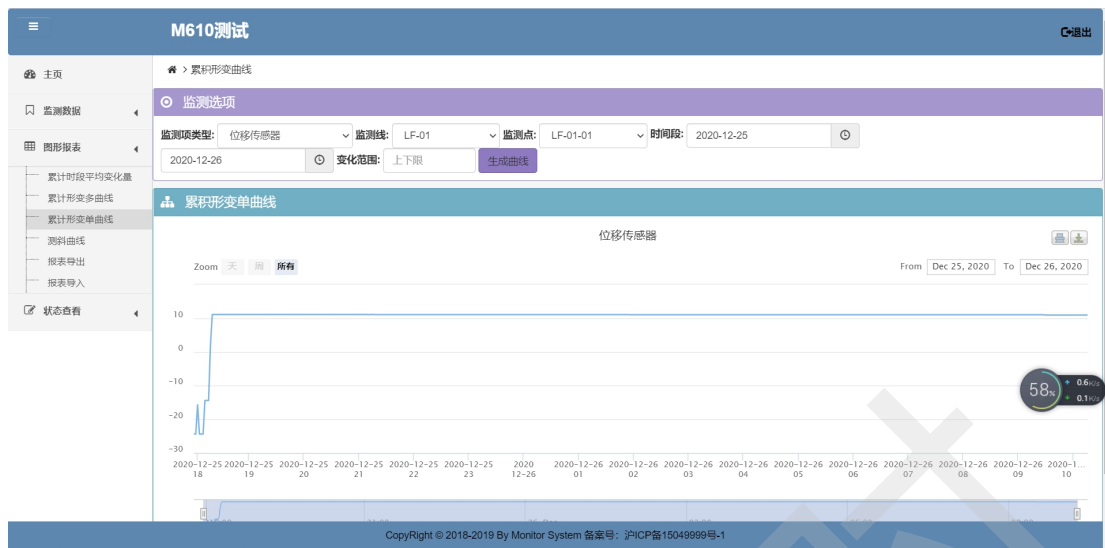 M610测试
退出
主页
监测数据
图形报表
累计时段平均变化量
累计形变多曲线
累计形变单曲线
测斜曲线
报表导出
报表导入
状态查看
> 累积形变曲线
监测选项
监测项类型: 位移传感器 监测线: LF-01 监测点: LF-01-01 时间段: 2020-12-25
2020-12-26 变化范围: 上下限 生成曲线
累积形变单曲线
位移传感器
Zoom 天 周 所有 From Dec 25, 2020 To Dec 26, 2020
10
0
-10
-20
-30
2020-12-25 2020-12-25 2020-12-25 2020-12-25 2020-12-25 2020-12-25 2020 2020-12-26 2020-12-26 2020-12-26 2020-12-26 2020-12-26 2020-12-26 2020-12-26 2020-12-26 2020-12-26 2020-1...
18 19 20 21 22 23 12-26 01 02 03 04 05 06 07 08 09 10
58%
0.6K/s
0.1K/s
CopyRight © 2018-2019 By Monitor System 备案号: 沪ICP备15049999号-1